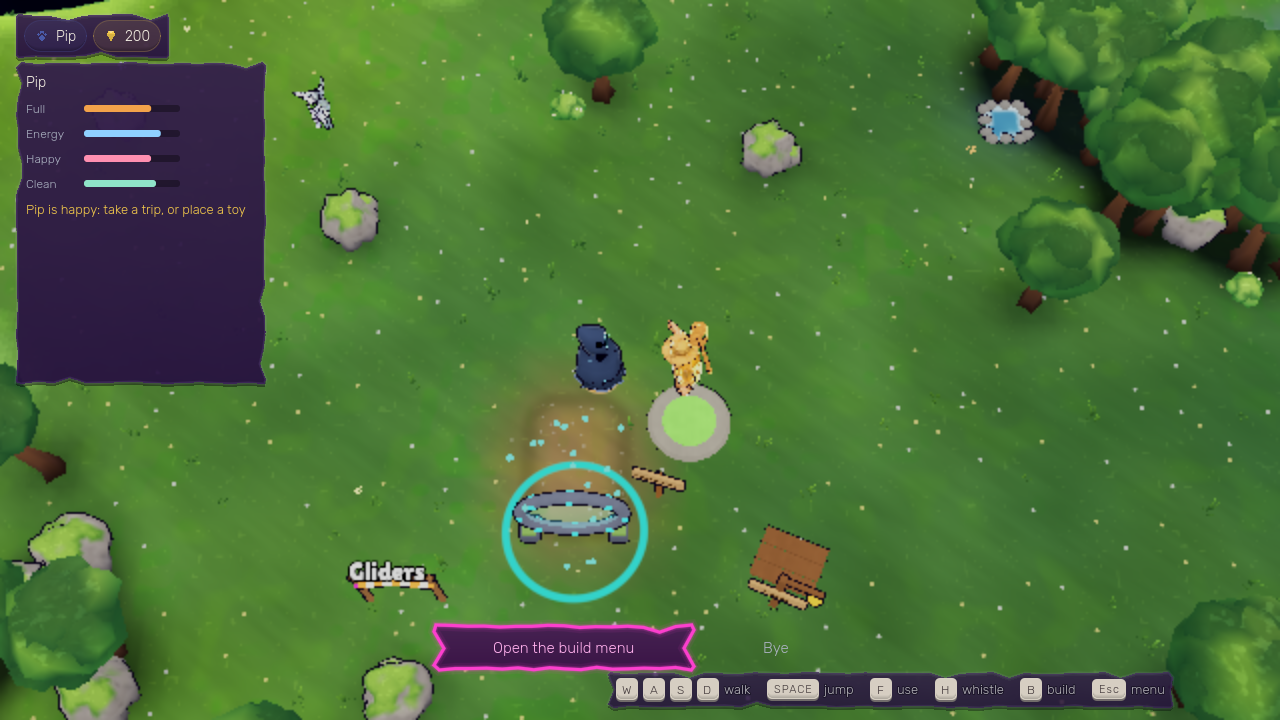 Pip 200
Pip
Full
Energy
Happy
Clean
Pip is happy: take a trip, or place a toy
Gliders
Open the build menu
Bye
W A S D walk SPACE jump F use H whistle B build Esc menu